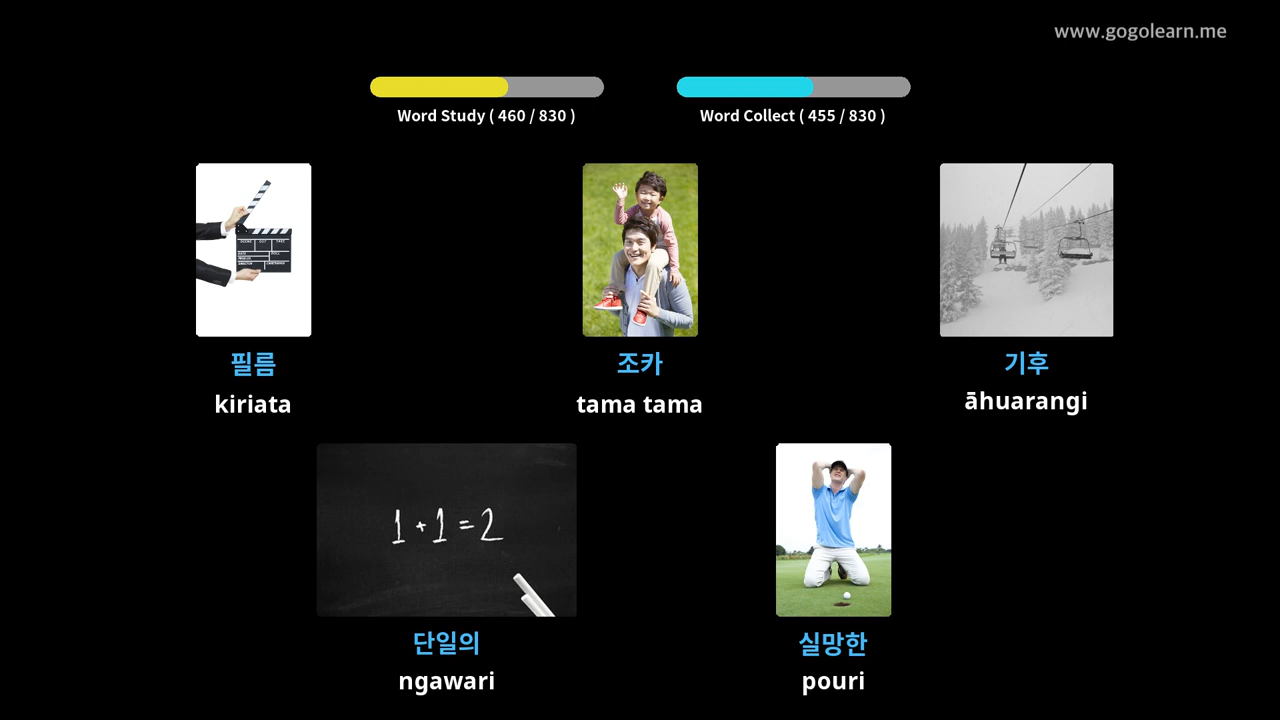 www.gogolearn.me
Word Study ( 460 / 830 )
Word Collect ( 455 / 830 )
필름
kiriata
조카
tama tama
기후
āhuarangi
1+1=2
단일의
ngawari
실망한
pouri